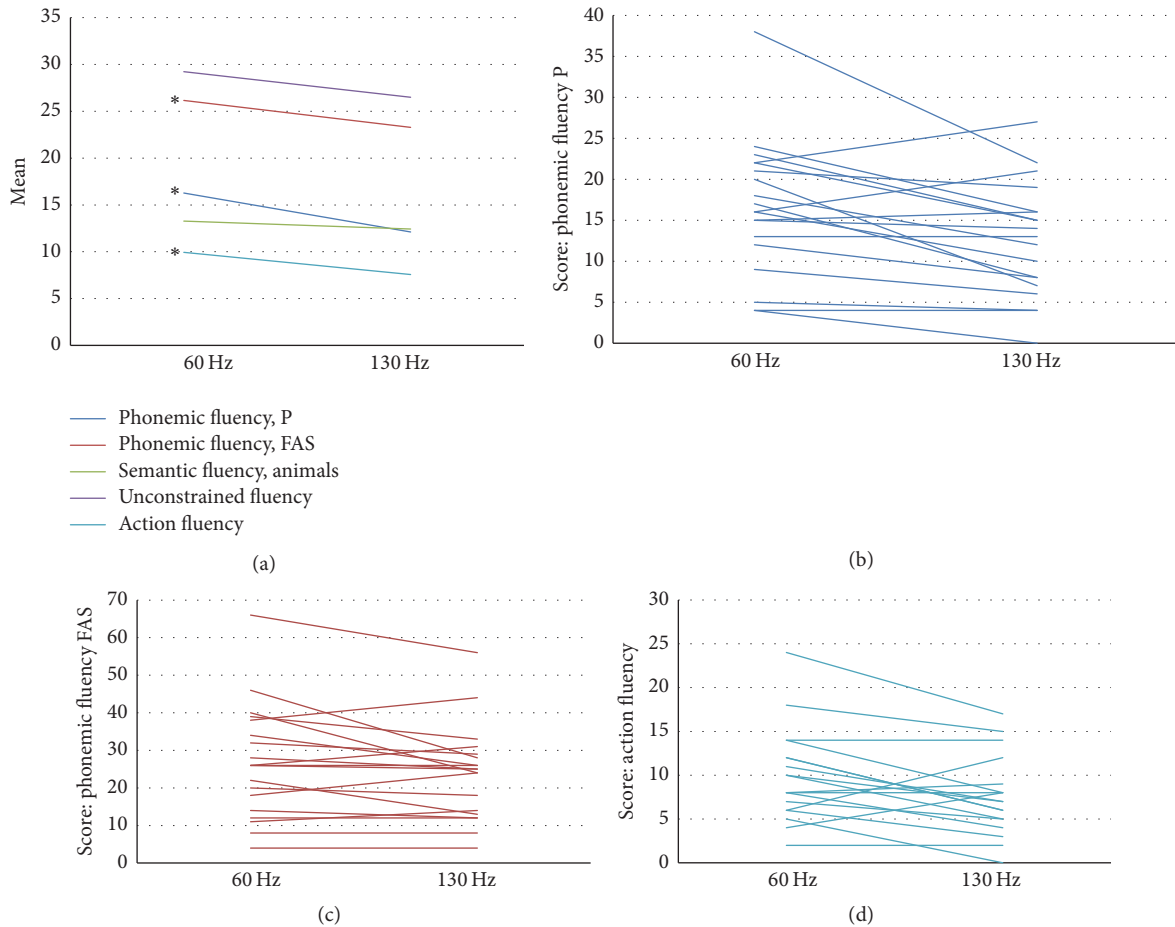 35
30
25
20
15
10
5
0
Mean
*
*
*
60 Hz
130 Hz
Phonemic fluency, P
Phonemic fluency, FAS
Semantic fluency, animals
Unconstrained fluency
Action fluency
(a)
40
35
30
25
20
15
10
5
0
Score: phonemic fluency P
60 Hz
130 Hz
(b)
70
60
50
40
30
20
10
0
Score: phonemic fluency FAS
60 Hz
130 Hz
(c)
30
25
20
15
10
5
0
Score: action fluency
60 Hz
130 Hz
(d)